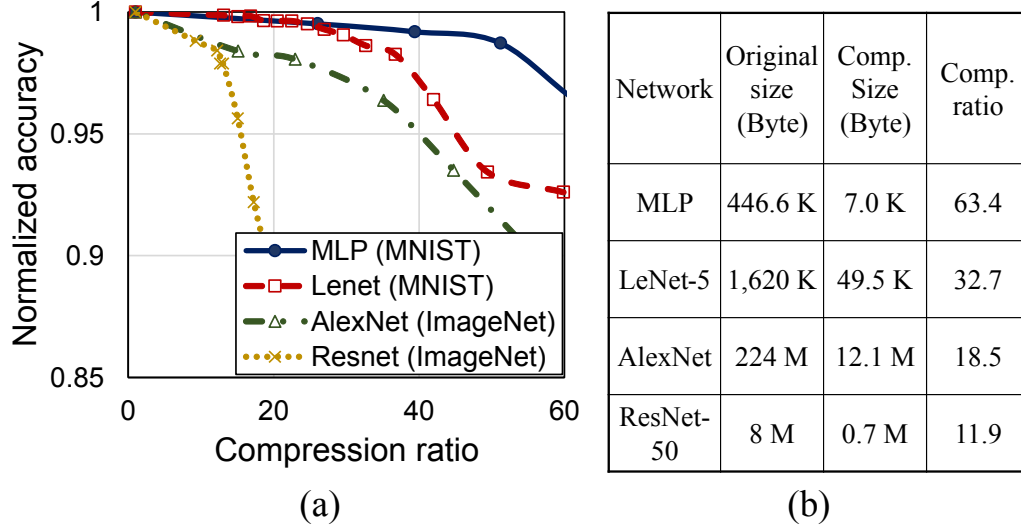 Normalized accuracy
1
0.95
0.9
0.85
0
20
40
60
Compression ratio
MLP (MNIST)
Lenet (MNIST)
AlexNet (ImageNet)
Resnet (ImageNet)
(a)
Network
Original
size
(Byte)
Comp.
Size
(Byte)
Comp.
ratio
MLP
446.6 K
7.0 K
63.4
LeNet-5
1,620 K
49.5 K
32.7
AlexNet
224 M
12.1 M
18.5
ResNet-
50
8 M
0.7 M
11.9
(b)